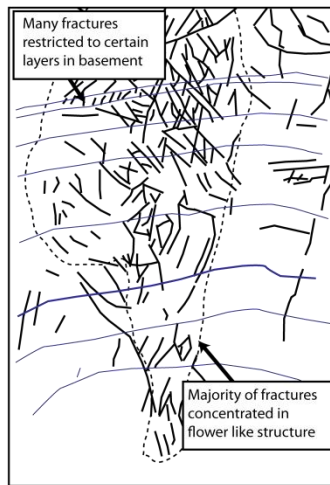 Many fractures
restricted to certain
layers in basement
Majority of fractures
concentrated in
flower like structure